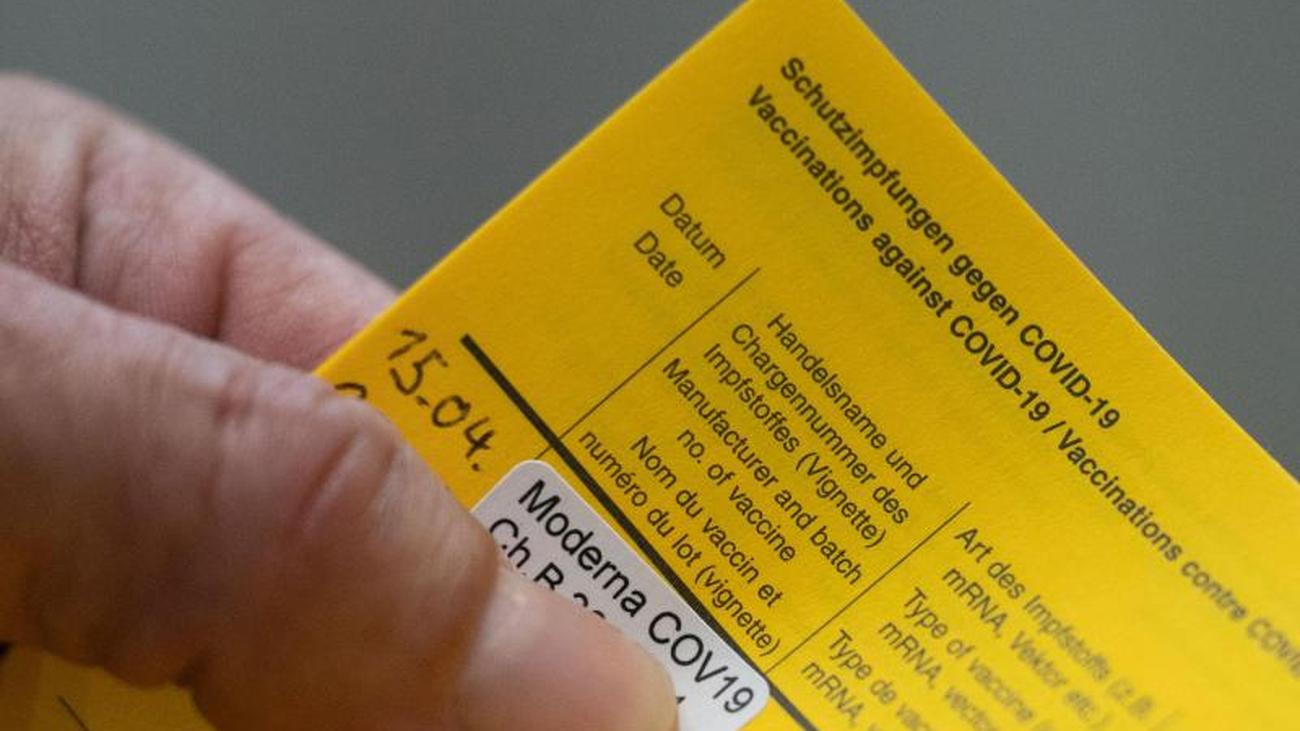 Schutzimpfungen gegen COVID-19
Vaccinations against COVID-19 / Vaccinations contre
Datum
Date
Handelsname und
Chargennummer des
Impfstoffes (Vignette)
Manufacturer and batch
no. of vaccine
Nom du vaccin et
numéro du lot (vignette)
Art des Impfstoffs (z.B.
mRNA, Vektor etc.)
Type of vaccine
mRNA,
Type de
mRNA,
15.04.
Moderna COV19
Ch.B